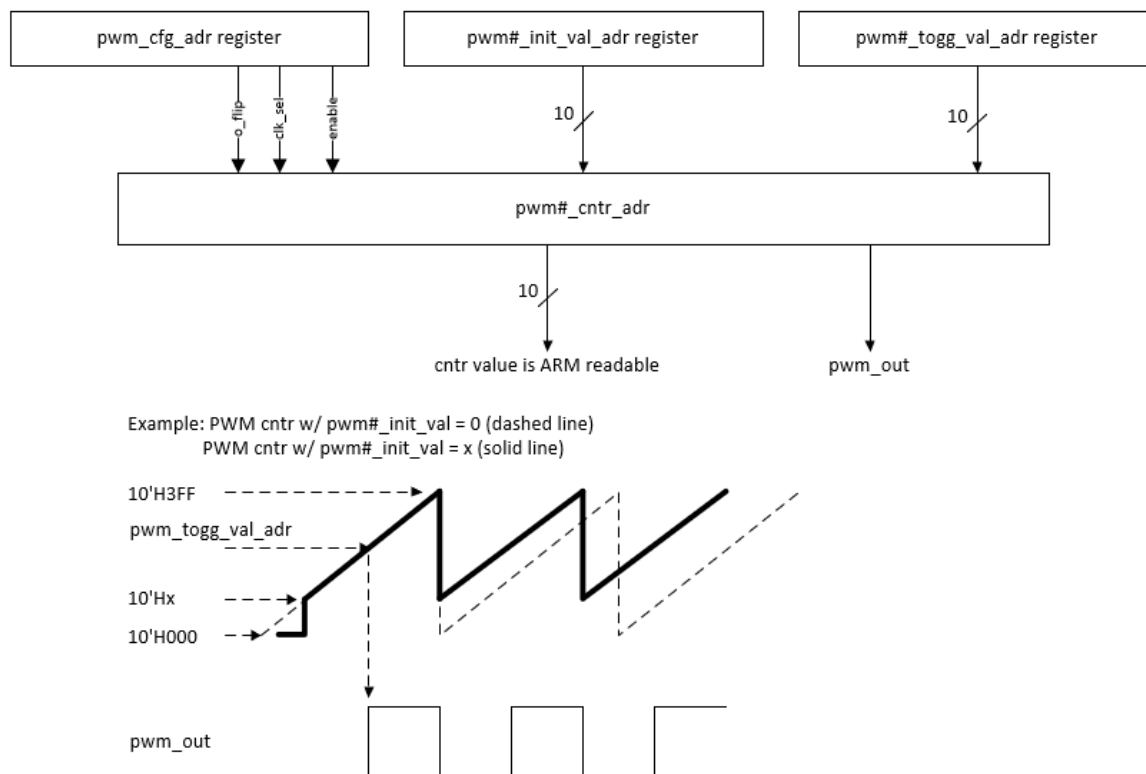 pwm_cfg_adr register
pwm#_init_val_adr register
pwm#_togg_val_adr register
o_flip
clk_sel
enable
10
10
pwm#_cntr_adr
10
cntr value is ARM readable
pwm_out
Example: PWM cntr w/ pwm#_init_val = 0 (dashed line)
PWM cntr w/ pwm#_init_val = x (solid line)
10'H3FF
pwm_togg_val_adr
10'Hx
10'H000
pwm_out